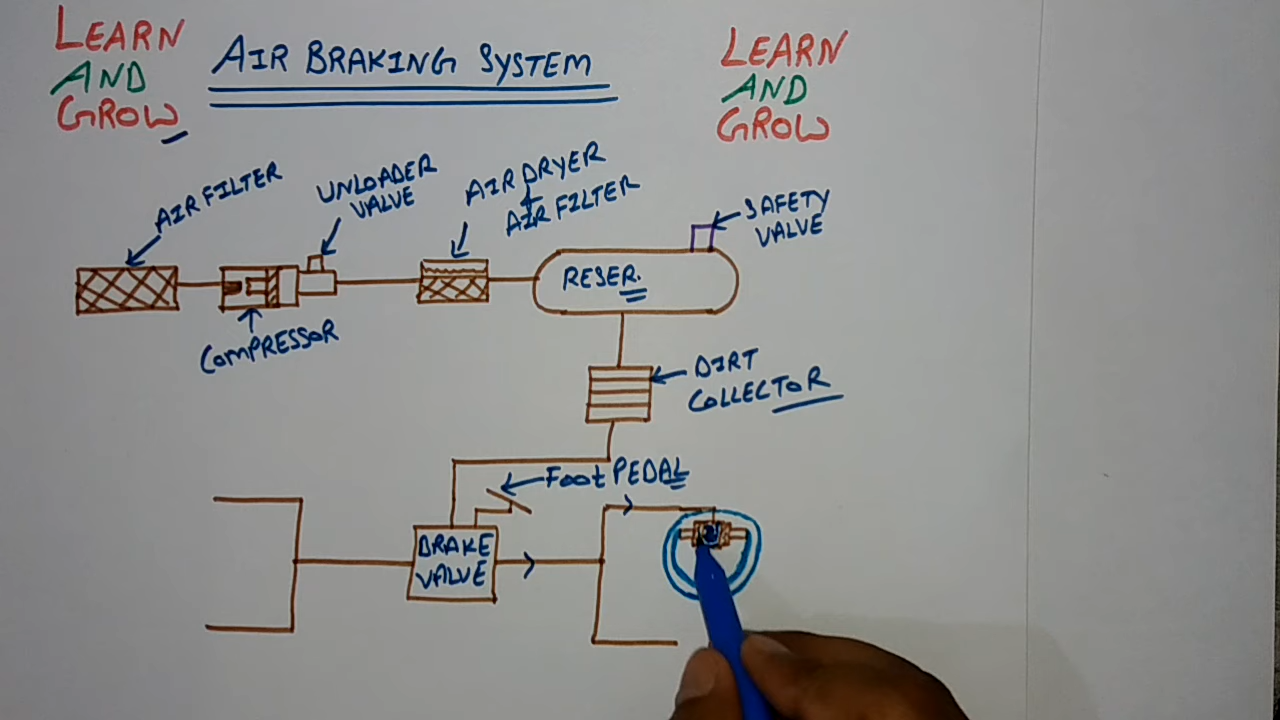 LEARN
AND
GROW
AIR BRAKING SYSTEM
LEARN
AND
GROW
AIR FILTER
UNLOADER
VALVE
AIR DRYER
+
AIR FILTER
SAFETY
VALVE
RESER.
COMPRESSOR
DIRT
COLLECTOR
Foot PEDAL
BRAKE
VALVE